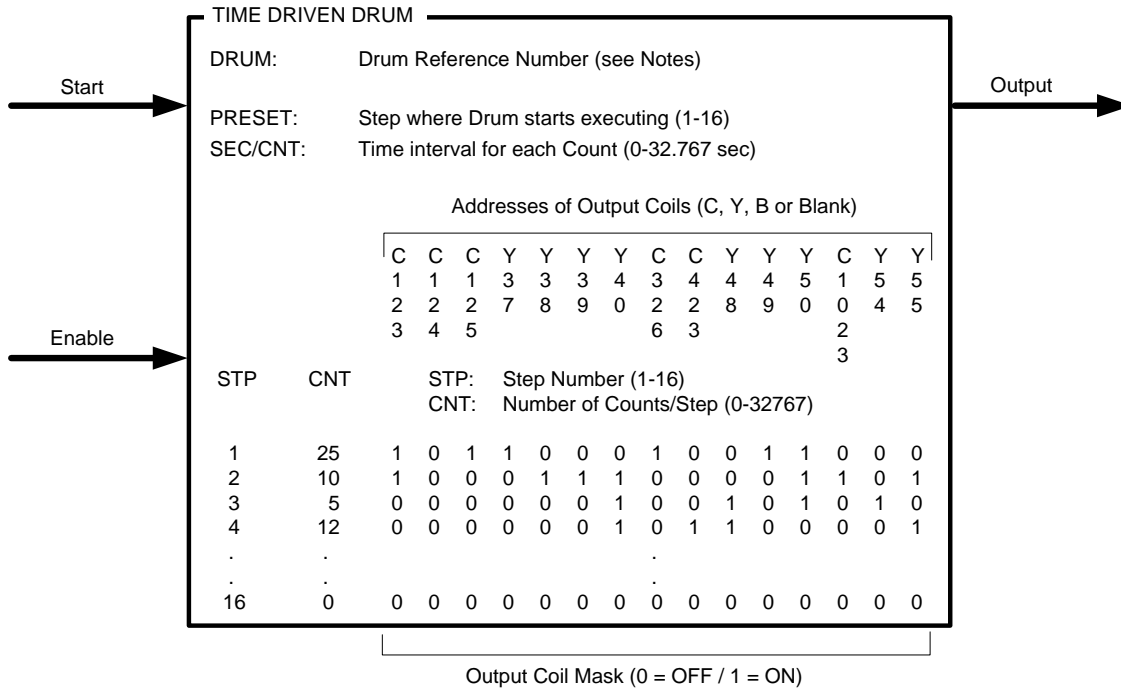 TIME DRIVEN DRUM
DRUM: Drum Reference Number (see Notes)
Start
Output
PRESET: Step where Drum starts executing (1-16)
SEC/CNT: Time interval for each Count (0-32.767 sec)
Addresses of Output Coils (C, Y, B or Blank)
C C C Y Y Y Y C C Y Y Y C Y Y
1 1 1 3 3 3 4 3 4 4 4 5 1 5 5
2 2 2 7 8 9 0 2 2 8 9 0 0 4 5
3 4 5 6 3 2
3
Enable
STP CNT STP: Step Number (1-16)
CNT: Number of Counts/Step (0-32767)
1 25 1 0 1 1 0 0 0 1 0 0 1 1 0 0 0
2 10 1 0 0 0 1 1 1 0 0 0 0 1 1 0 1
3 5 0 0 0 0 0 0 1 0 0 1 0 1 0 1 0
4 12 0 0 0 0 0 0 1 0 1 1 0 0 0 0 1
. . .
. . .
16 0 0 0 0 0 0 0 0 0 0 0 0 0 0 0 0
Output Coil Mask (0 = OFF / 1 = ON)